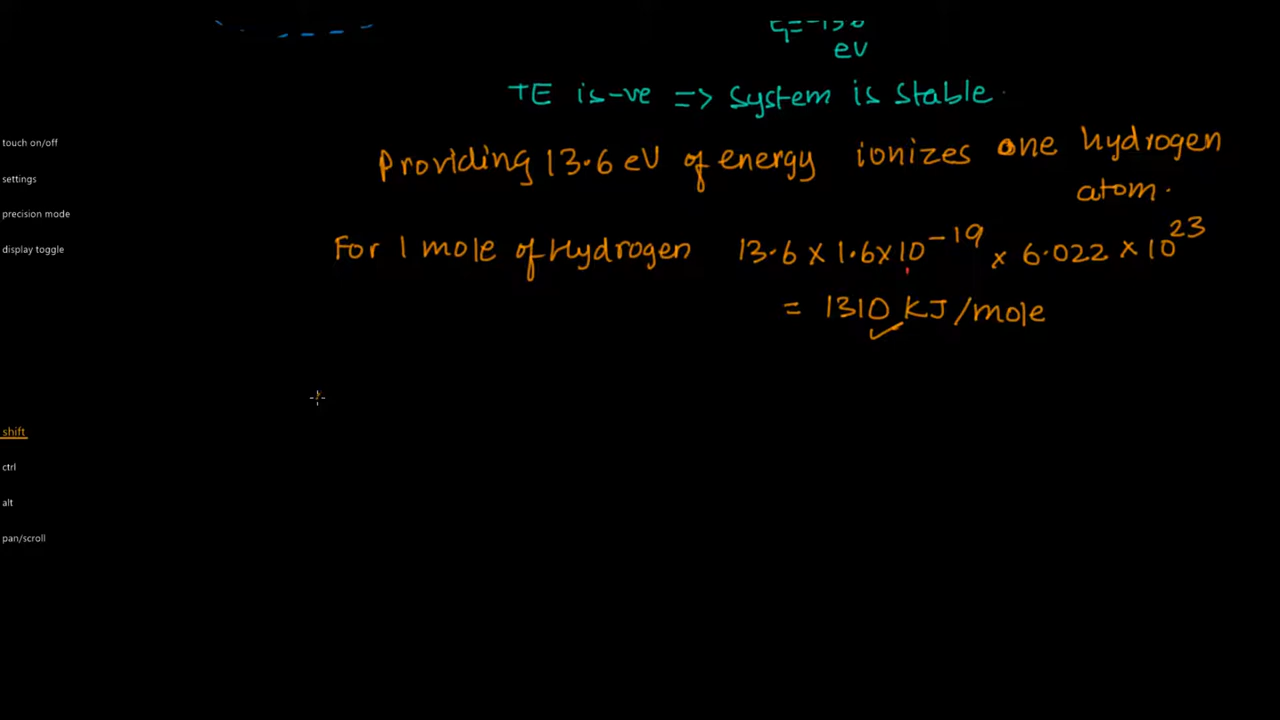 eV
TE is -ve => System is stable.
Providing 13.6 eV of energy ionizes one hydrogen
atom.
For 1 mole of Hydrogen 13.6 x 1.6 x 10^-19 x 6.022 x 10^23
= 1310 KJ/mole
touch on/off
settings
precision mode
display toggle
shift
ctrl
alt
pan/scroll